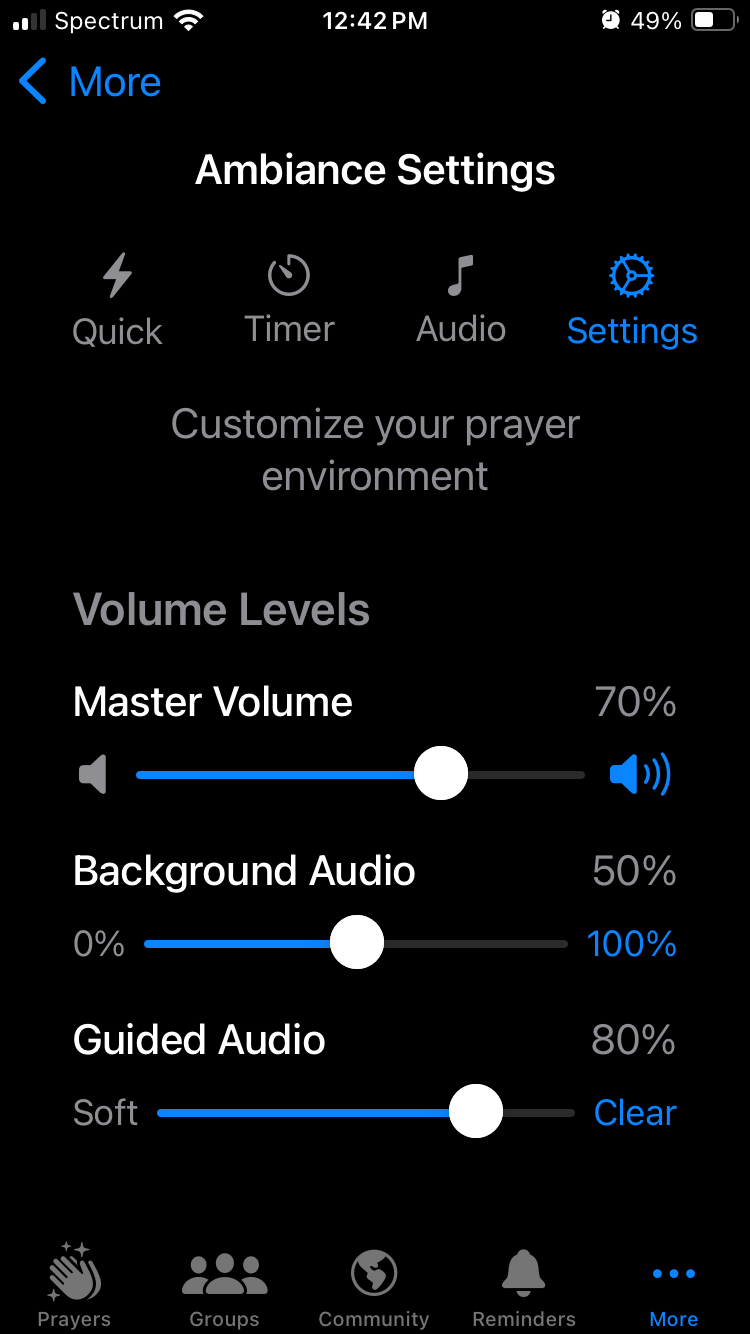 Spectrum 12:42 PM 49%
More
Ambiance Settings
Quick Timer Audio Settings
Customize your prayer
environment
Volume Levels
Master Volume 70%
Background Audio 50%
0% 100%
Guided Audio 80%
Soft Clear
Prayers Groups Community Reminders More